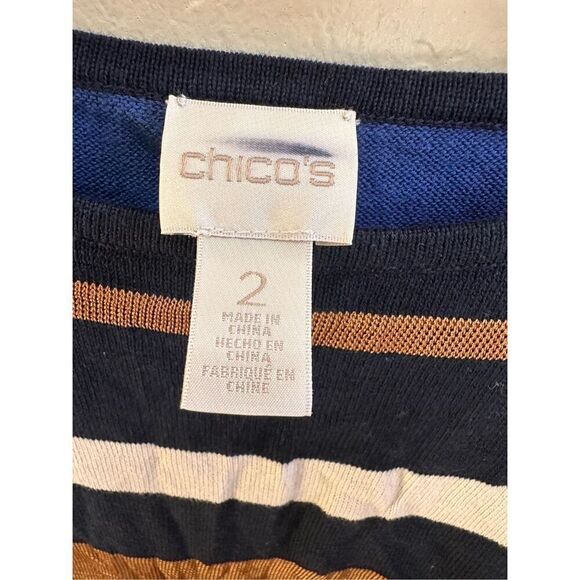 chico's
2
MADE IN
CHINA
HECHO EN
CHINA
FABRIQUÉ EN
CHINE